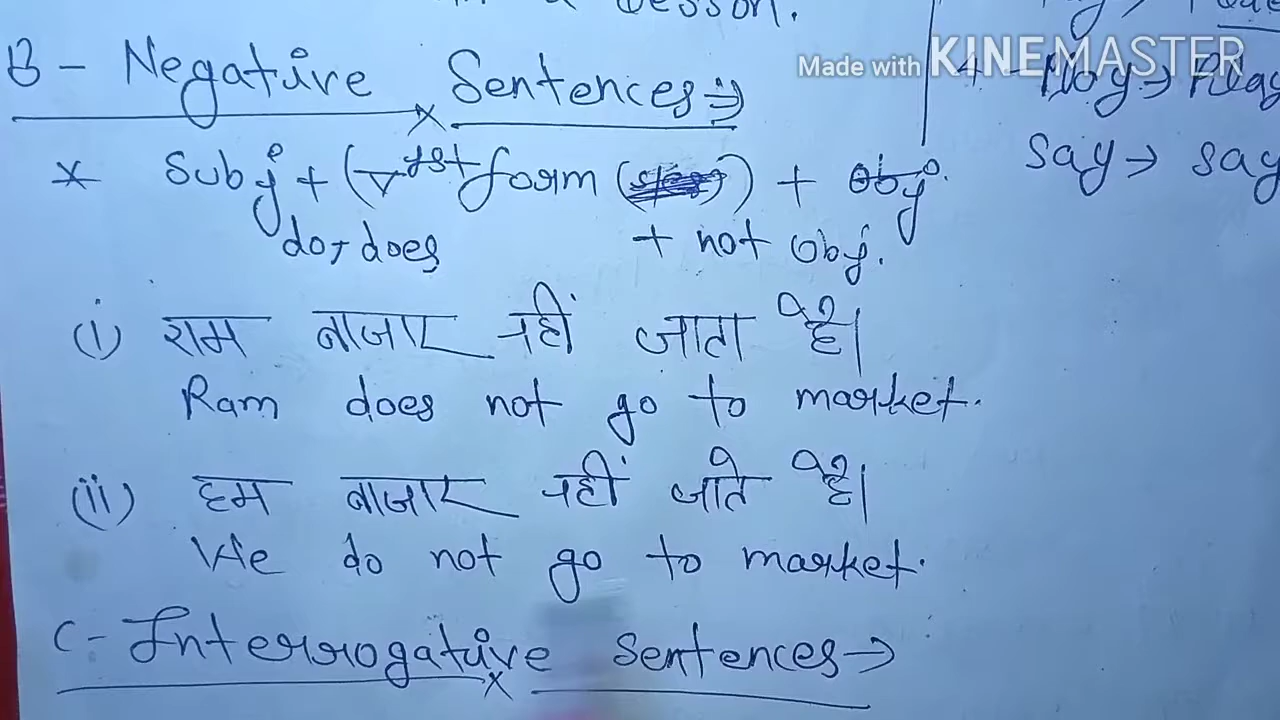 Lesson.
B - Negative Sentences ⇒
* Subj + (V 1st form) + obj.
do, does + not obj.
(i) राम बाजार नहीं जाता है।
Ram does not go to market.
(ii) हम बाजार नहीं जाते है।
We do not go to market.
C - Interrogative Sentences →
Made with KINEMASTER
say → say